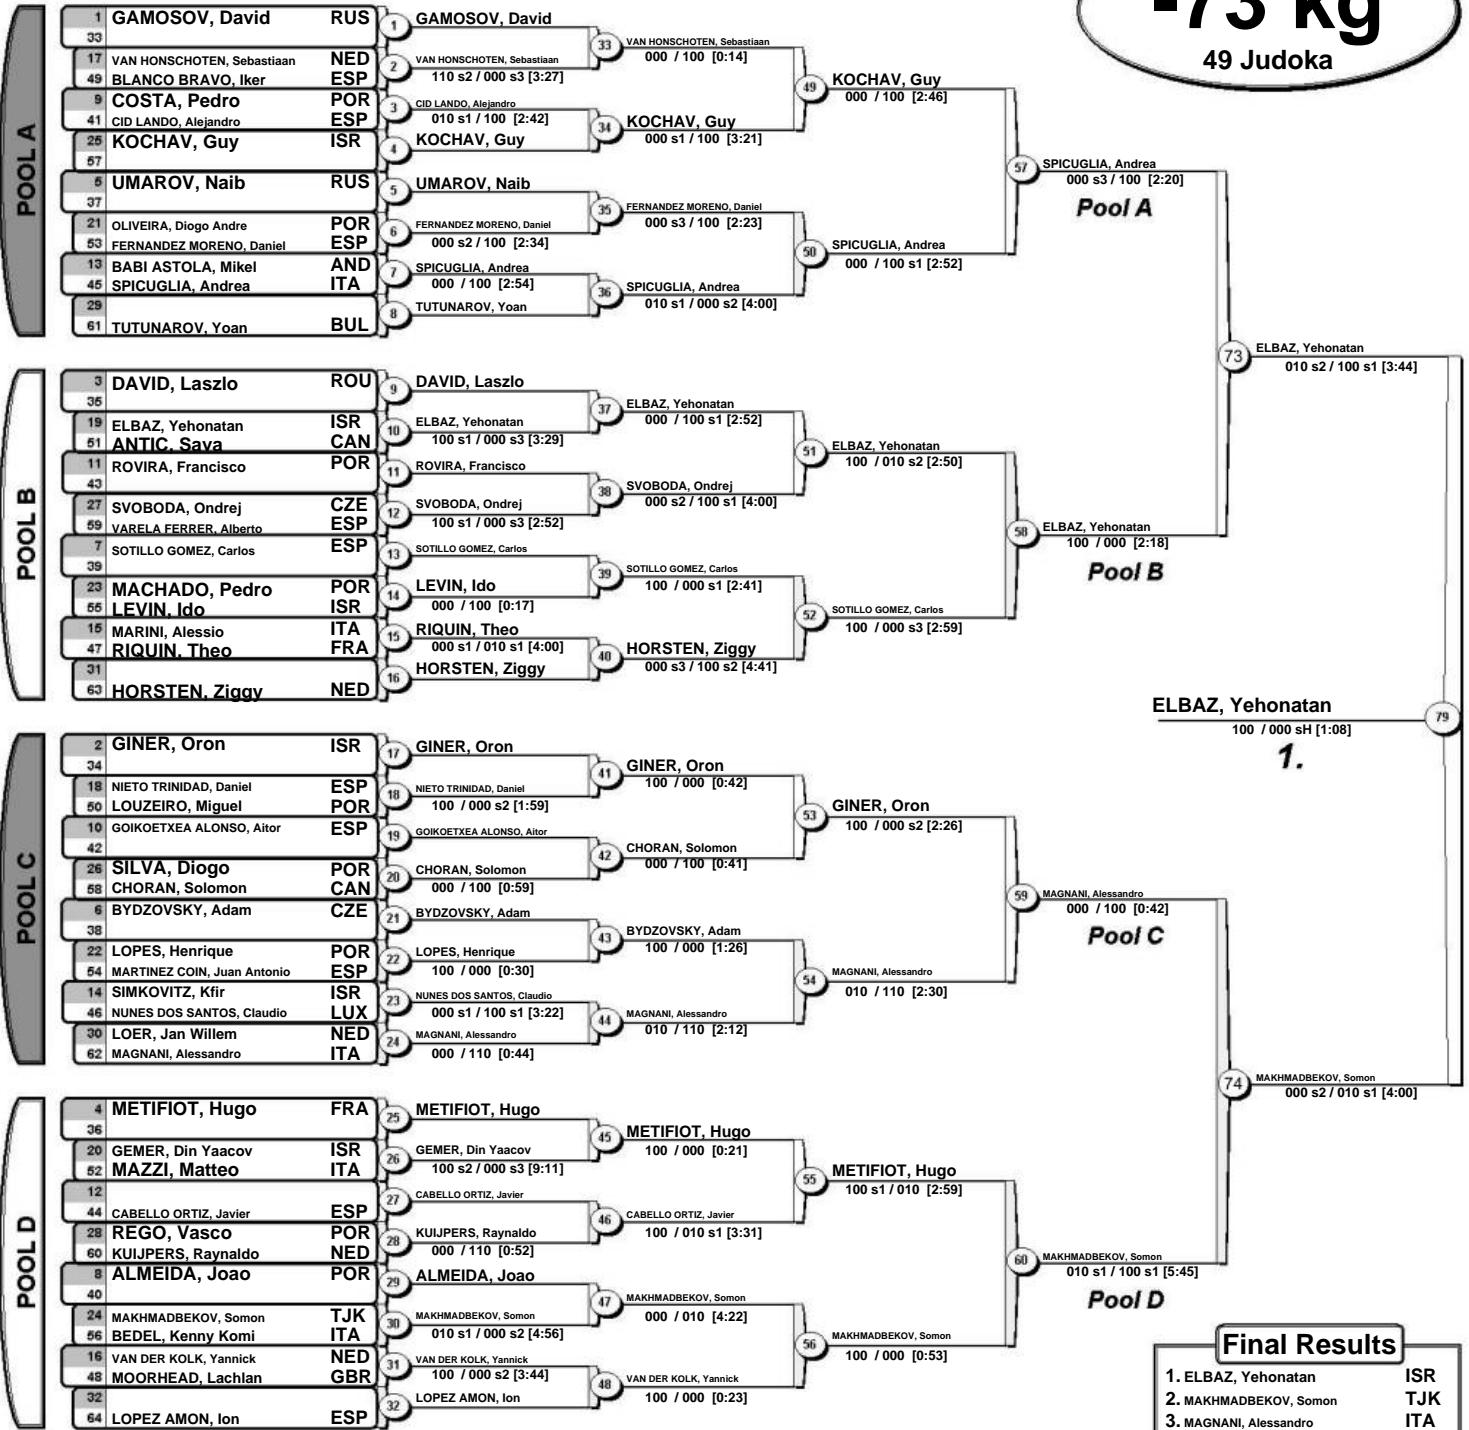 -73 kg
49 Judoka
POOL A
1 GAMOSOV, David RUS
33
17 VAN HONSCHOTEN, Sebastiaan NED
49 BLANCO BRAVO, Iker ESP
9 COSTA, Pedro POR
41 CID LANDO, Alejandro ESP
25 KOCHAV, Guy ISR
57
5 UMAROV, Naib RUS
37
21 OLIVEIRA, Diogo Andre POR
53 FERNANDEZ MORENO, Daniel ESP
13 BABI ASTOLA, Mikel AND
45 SPICUGLIA, Andrea ITA
29
61 TUTUNAROV, Yoan BUL
1 GAMOSOV, David
2 VAN HONSCHOTEN, Sebastiaan
110 s2 / 000 s3 [3:27]
3 CID LANDO, Alejandro
010 s1 / 100 [2:42]
4 KOCHAV, Guy
5 UMAROV, Naib
6 FERNANDEZ MORENO, Daniel
000 s2 / 100 [2:34]
7 SPICUGLIA, Andrea
000 / 100 [2:54]
8 TUTUNAROV, Yoan
33 VAN HONSCHOTEN, Sebastiaan
000 / 100 [0:14]
34 KOCHAV, Guy
000 s1 / 100 [3:21]
35 FERNANDEZ MORENO, Daniel
000 s3 / 100 [2:23]
36 SPICUGLIA, Andrea
010 s1 / 000 s2 [4:00]
49 KOCHAV, Guy
000 / 100 [2:46]
50 SPICUGLIA, Andrea
000 / 100 s1 [2:52]
57 SPICUGLIA, Andrea
000 s3 / 100 [2:20]
Pool A
POOL B
3 DAVID, Laszlo ROU
35
19 ELBAZ, Yehonatan ISR
51 ANTIC, Sava CAN
11 ROVIRA, Francisco POR
43
27 SVOBODA, Ondrej CZE
59 VARELA FERRER, Alberto ESP
7 SOTILLO GOMEZ, Carlos ESP
39
23 MACHADO, Pedro POR
55 LEVIN, Ido ISR
15 MARINI, Alessio ITA
47 RIQUIN, Theo FRA
31
63 HORSTEN, Ziggy NED
9 DAVID, Laszlo
10 ELBAZ, Yehonatan
100 s1 / 000 s3 [3:29]
11 ROVIRA, Francisco
12 SVOBODA, Ondrej
100 s1 / 000 s3 [2:52]
13 SOTILLO GOMEZ, Carlos
14 LEVIN, Ido
000 / 100 [0:17]
15 RIQUIN, Theo
000 s1 / 010 s1 [4:00]
16 HORSTEN, Ziggy
37 ELBAZ, Yehonatan
000 / 100 s1 [2:52]
38 SVOBODA, Ondrej
000 s2 / 100 s1 [4:00]
39 SOTILLO GOMEZ, Carlos
100 / 000 s1 [2:41]
40 HORSTEN, Ziggy
000 s3 / 100 s2 [4:41]
51 ELBAZ, Yehonatan
100 / 010 s2 [2:50]
52 SOTILLO GOMEZ, Carlos
100 / 000 s3 [2:59]
58 ELBAZ, Yehonatan
100 / 000 [2:18]
Pool B
73 ELBAZ, Yehonatan
010 s2 / 100 s1 [3:44]
ELBAZ, Yehonatan 79
100 / 000 sH [1:08]
1.
POOL C
2 GINER, Oron ISR
34
18 NIETO TRINIDAD, Daniel ESP
50 LOUZEIRO, Miguel POR
10 GOIKOETXEA ALONSO, Aitor ESP
42
26 SILVA, Diogo POR
58 CHORAN, Solomon CAN
6 BYDZOVSKY, Adam CZE
38
22 LOPES, Henrique POR
54 MARTINEZ COIN, Juan Antonio ESP
14 SIMKOVITZ, Kfir ISR
46 NUNES DOS SANTOS, Claudio LUX
30 LOER, Jan Willem NED
62 MAGNANI, Alessandro ITA
17 GINER, Oron
18 NIETO TRINIDAD, Daniel
100 / 000 s2 [1:59]
19 GOIKOETXEA ALONSO, Aitor
20 CHORAN, Solomon
000 / 100 [0:59]
21 BYDZOVSKY, Adam
22 LOPES, Henrique
100 / 000 [0:30]
23 NUNES DOS SANTOS, Claudio
000 s1 / 100 s1 [3:22]
24 MAGNANI, Alessandro
000 / 110 [0:44]
41 GINER, Oron
100 / 000 [0:42]
42 CHORAN, Solomon
000 / 100 [0:41]
43 BYDZOVSKY, Adam
100 / 000 [1:26]
44 MAGNANI, Alessandro
010 / 110 [2:12]
53 GINER, Oron
100 / 000 s2 [2:26]
54 MAGNANI, Alessandro
010 / 110 [2:30]
59 MAGNANI, Alessandro
000 / 100 [0:42]
Pool C
POOL D
4 METIFIOT, Hugo FRA
36
20 GEMER, Din Yaacov ISR
52 MAZZI, Matteo ITA
12
44 CABELLO ORTIZ, Javier ESP
28 REGO, Vasco POR
60 KUIJPERS, Raynaldo NED
8 ALMEIDA, Joao POR
40
24 MAKHMADBEKOV, Somon TJK
56 BEDEL, Kenny Komi ITA
16 VAN DER KOLK, Yannick NED
48 MOORHEAD, Lachlan GBR
32
64 LOPEZ AMON, Ion ESP
25 METIFIOT, Hugo
26 GEMER, Din Yaacov
100 s2 / 000 s3 [9:11]
27 CABELLO ORTIZ, Javier
28 KUIJPERS, Raynaldo
000 / 110 [0:52]
29 ALMEIDA, Joao
30 MAKHMADBEKOV, Somon
010 s1 / 000 s2 [4:56]
31 VAN DER KOLK, Yannick
100 / 000 s2 [3:44]
32 LOPEZ AMON, Ion
45 METIFIOT, Hugo
100 / 000 [0:21]
46 CABELLO ORTIZ, Javier
100 / 010 s1 [3:31]
47 MAKHMADBEKOV, Somon
000 / 010 [4:22]
48 VAN DER KOLK, Yannick
100 / 000 [0:23]
55 METIFIOT, Hugo
100 s1 / 010 [2:59]
56 MAKHMADBEKOV, Somon
100 / 000 [0:53]
60 MAKHMADBEKOV, Somon
010 s1 / 100 s1 [5:45]
Pool D
74 MAKHMADBEKOV, Somon
000 s2 / 010 s1 [4:00]
Final Results
1. ELBAZ, Yehonatan ISR
2. MAKHMADBEKOV, Somon TJK
3. MAGNANI, Alessandro ITA